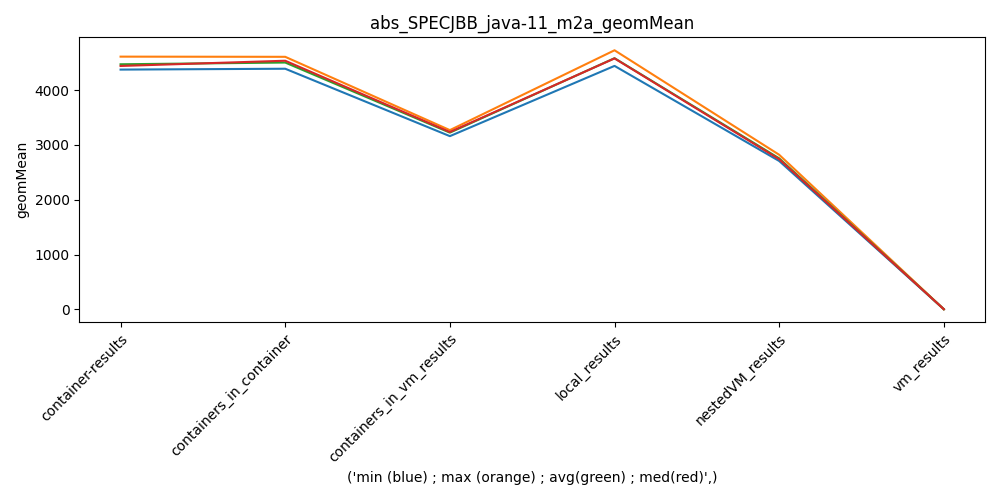 abs_SPECJBB_java-11_m2a_geomMean
geomMean
4000
3000
2000
1000
0
container-results
containers_in_container
containers_in_vm_results
local_results
nestedVM_results
vm_results
('min (blue) ; max (orange) ; avg(green) ; med(red)',)